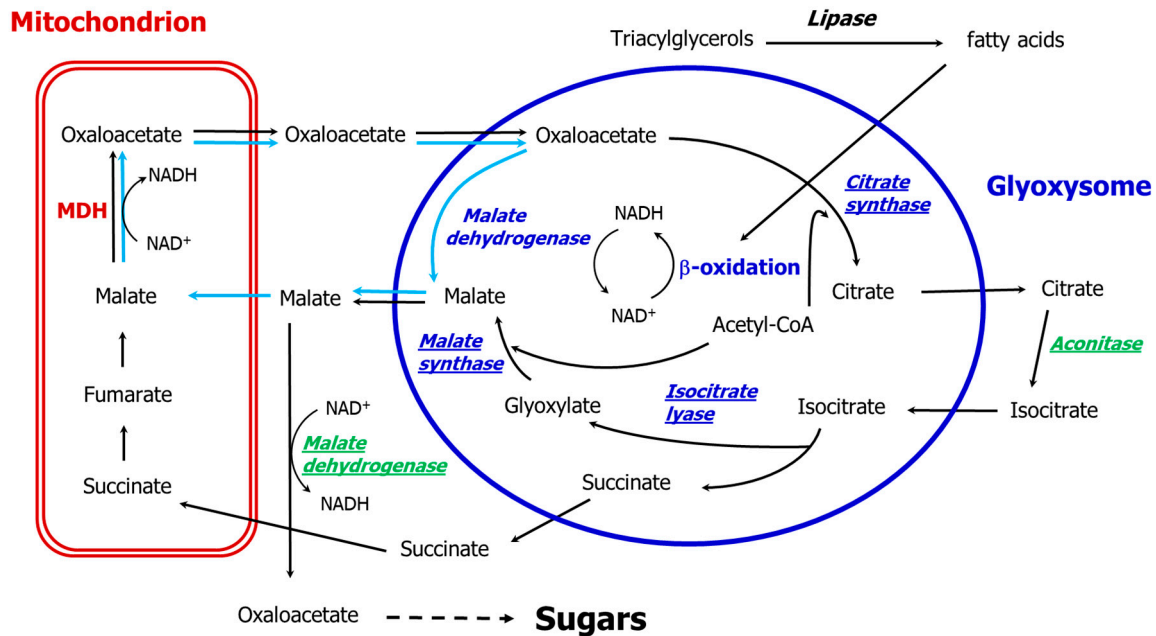 Mitochondrion
Lipase
Triacylglycerols
fatty acids
Oxaloacetate
Oxaloacetate
Oxaloacetate
NADH
MDH
NAD⁺
Citrate
synthase
Glyoxysome
Malate
dehydrogenase
NADH
β-oxidation
NAD⁺
Malate
Malate
Malate
Acetyl-CoA
Citrate
Citrate
Malate
synthase
Aconitase
Fumarate
NAD⁺
Glyoxylate
Isocitrate
lyase
Isocitrate
Isocitrate
Malate
dehydrogenase
Succinate
NADH
Succinate
Succinate
Oxaloacetate
Sugars